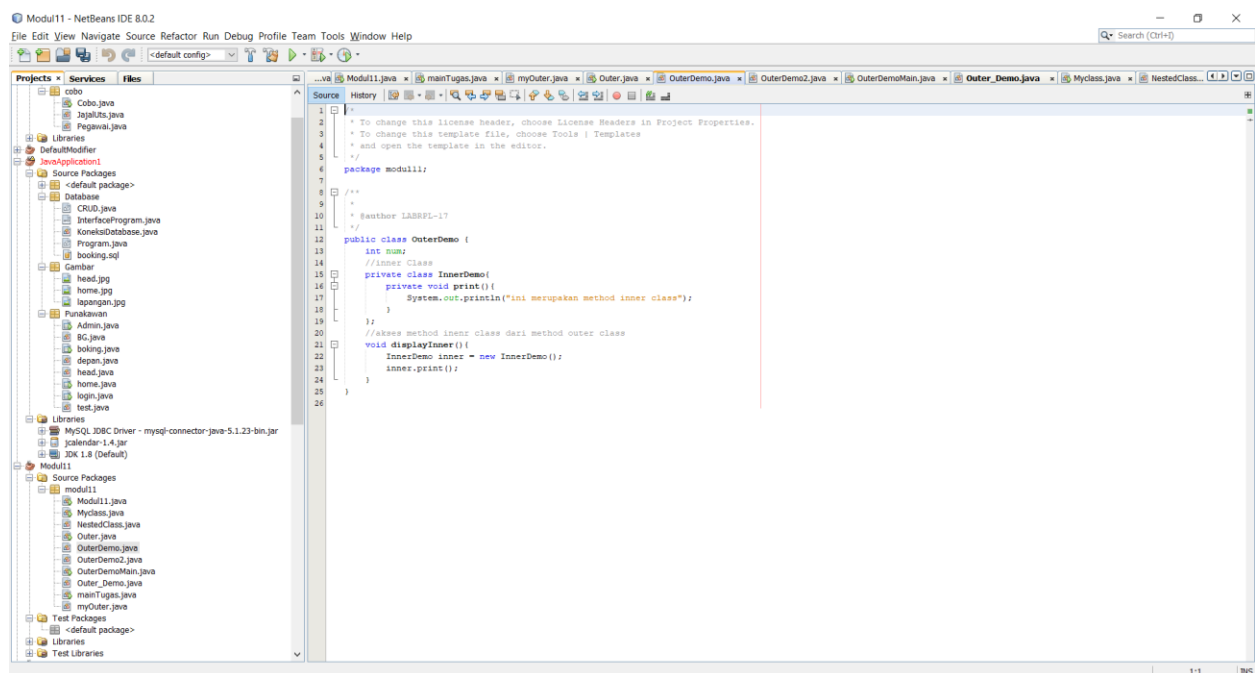 Modul11 - NetBeans IDE 8.0.2
File Edit View Navigate Source Refactor Run Debug Profile Team Tools Window Help
Search (Ctrl+I)
<default config>
Projects Services Files
...va Modul11.java mainTugas.java myOuter.java Outer.java OuterDemo.java OuterDemo2.java OuterDemoMain.java Outer_Demo.java Myclass.java NestedClass...
Source History
cobo
Cobo.java
JajalUts.java
Pegawai.java
Libraries
DefaultModifier
JavaApplication1
Source Packages
<default package>
Database
CRUD.java
InterfaceProgram.java
KoneksiDatabase.java
Program.java
booking.sql
Gambar
head.jpg
home.jpg
lapangan.jpg
Punakawan
Admin.java
BG.java
boking.java
depan.java
head.java
home.java
login.java
test.java
Libraries
MySQL JDBC Driver - mysql-connector-java-5.1.23-bin.jar
jcalendar-1.4.jar
JDK 1.8 (Default)
Modul11
Source Packages
modul11
Modul11.java
Myclass.java
NestedClass.java
Outer.java
OuterDemo.java
OuterDemo2.java
OuterDemoMain.java
Outer_Demo.java
mainTugas.java
myOuter.java
Test Packages
<default package>
Libraries
Test Libraries
1 /*
2 * To change this license header, choose License Headers in Project Properties.
3 * To change this template file, choose Tools | Templates
4 * and open the template in the editor.
5 */
6 package modul11;
7
8 /**
9 *
10 * @author LABRPL-17
11 */
12 public class OuterDemo {
13 int num;
14 //inner Class
15 private class InnerDemo{
16 private void print(){
17 System.out.println("ini merupakan method inner class");
18 }
19 };
20 //akses method inenr class dari method outer class
21 void displayInner(){
22 InnerDemo inner = new InnerDemo();
23 inner.print();
24 }
25 }
26
1:1 INS